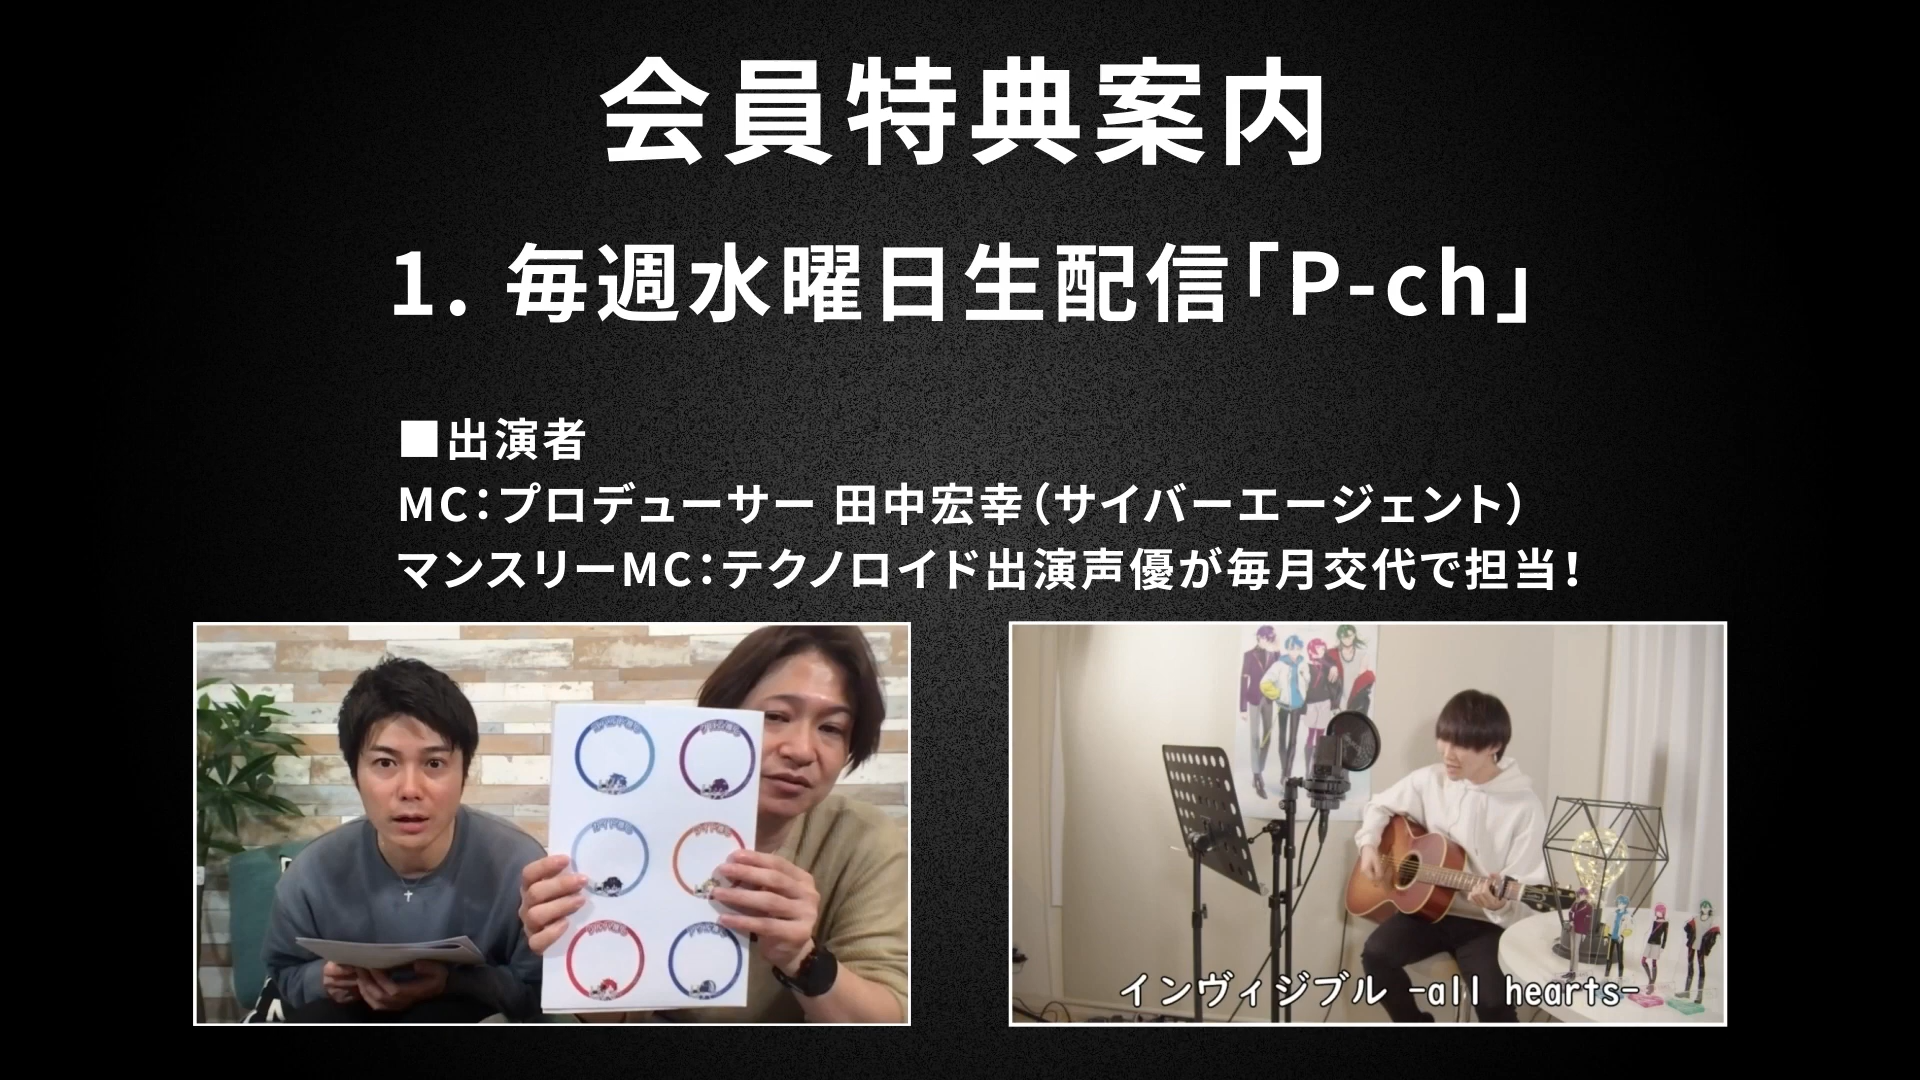 会員特典案内
1. 毎週水曜日生配信「P-ch」
■出演者
MC：プロデューサー 田中宏幸（サイバーエージェント）
マンスリーMC：テクノロイド出演声優が毎月交代で担当！
インヴィジブル -all hearts-